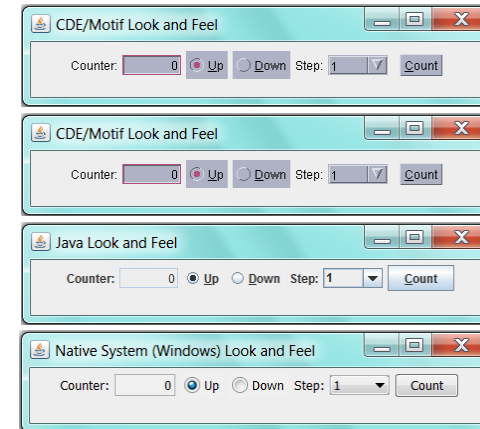 CDE/Motif Look and Feel
Counter: 0 Up Down Step: 1 Count
CDE/Motif Look and Feel
Counter: 0 Up Down Step: 1 Count
Java Look and Feel
Counter: 0 Up Down Step: 1 Count
Native System (Windows) Look and Feel
Counter: 0 Up Down Step: 1 Count